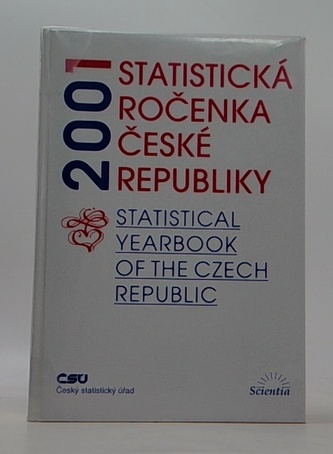 2001
STATISTICKÁ
ROČENKA
ČESKÉ
REPUBLIKY
STATISTICAL
YEARBOOK
OF THE CZECH
REPUBLIC
ČSÚ
Český statistický úřad
Scientia